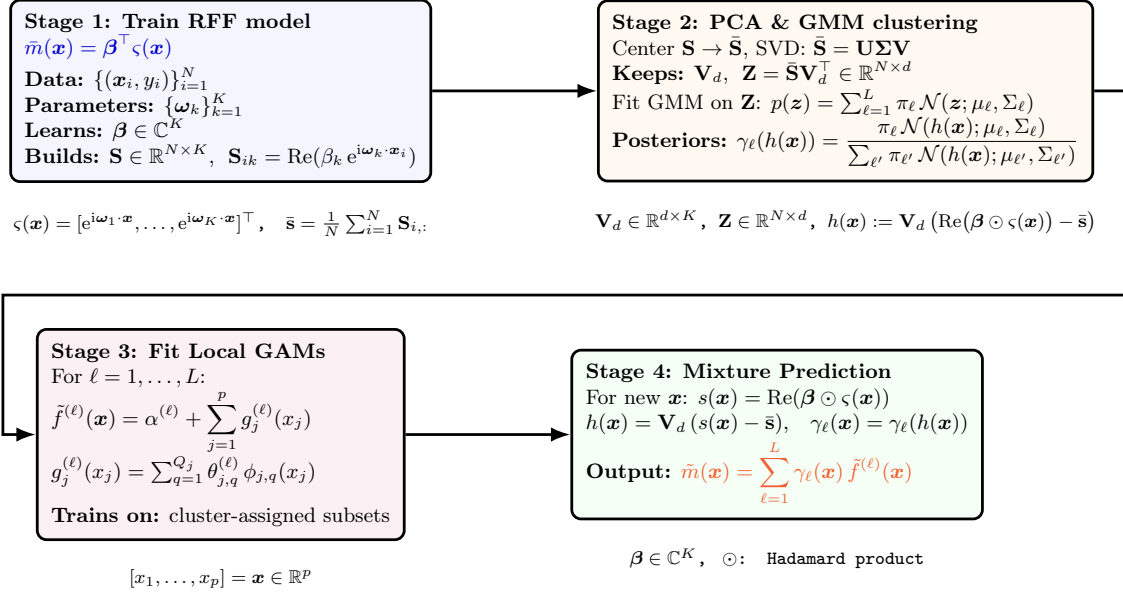 Stage 1: Train RFF model
m̄(𝒙) = 𝜷^⊤ ς(𝒙)
Data: {(𝒙_i, y_i)}_{i=1}^N
Parameters: {𝝎_k}_{k=1}^K
Learns: 𝜷 ∈ ℂ^K
Builds: 𝐒 ∈ ℝ^{N×K}, 𝐒_{ik} = Re(β_k e^{i𝝎_k·𝒙_i})
ς(𝒙) = [e^{i𝝎_1·𝒙}, . . . , e^{i𝝎_K·𝒙}]^⊤ , s̄ = 1/N ∑_{i=1}^N 𝐒_{i,:}
Stage 2: PCA & GMM clustering
Center 𝐒 → 𝐒̄, SVD: 𝐒̄ = 𝐔𝚺𝐕
Keeps: 𝐕_d, 𝐙 = 𝐒̄𝐕_d^⊤ ∈ ℝ^{N×d}
Fit GMM on 𝐙: p(𝒛) = ∑_{ℓ=1}^L π_ℓ 𝒩(𝒛; μ_ℓ, Σ_ℓ)
Posteriors: γ_ℓ(h(𝒙)) = π_ℓ 𝒩(h(𝒙); μ_ℓ, Σ_ℓ) / ∑_{ℓ'} π_{ℓ'} 𝒩(h(𝒙); μ_{ℓ'}, Σ_{ℓ'})
𝐕_d ∈ ℝ^{d×K} , 𝐙 ∈ ℝ^{N×d}, h(𝒙) := 𝐕_d (Re(𝜷 ⊙ ς(𝒙)) − s̄)
Stage 3: Fit Local GAMs
For ℓ = 1, . . . , L:
f̃^{(ℓ)}(𝒙) = α^{(ℓ)} + ∑_{j=1}^p g_j^{(ℓ)}(x_j)
g_j^{(ℓ)}(x_j) = ∑_{q=1}^{Q_j} θ_{j,q}^{(ℓ)} ϕ_{j,q}(x_j)
Trains on: cluster-assigned subsets
[x_1, . . . , x_p] = 𝒙 ∈ ℝ^p
Stage 4: Mixture Prediction
For new 𝒙: s(𝒙) = Re(𝜷 ⊙ ς(𝒙))
h(𝒙) = 𝐕_d (s(𝒙) − s̄), γ_ℓ(𝒙) = γ_ℓ(h(𝒙))
Output: m̃(𝒙) = ∑_{ℓ=1}^L γ_ℓ(𝒙) f̃^{(ℓ)}(𝒙)
𝜷 ∈ ℂ^K , ⊙: Hadamard product